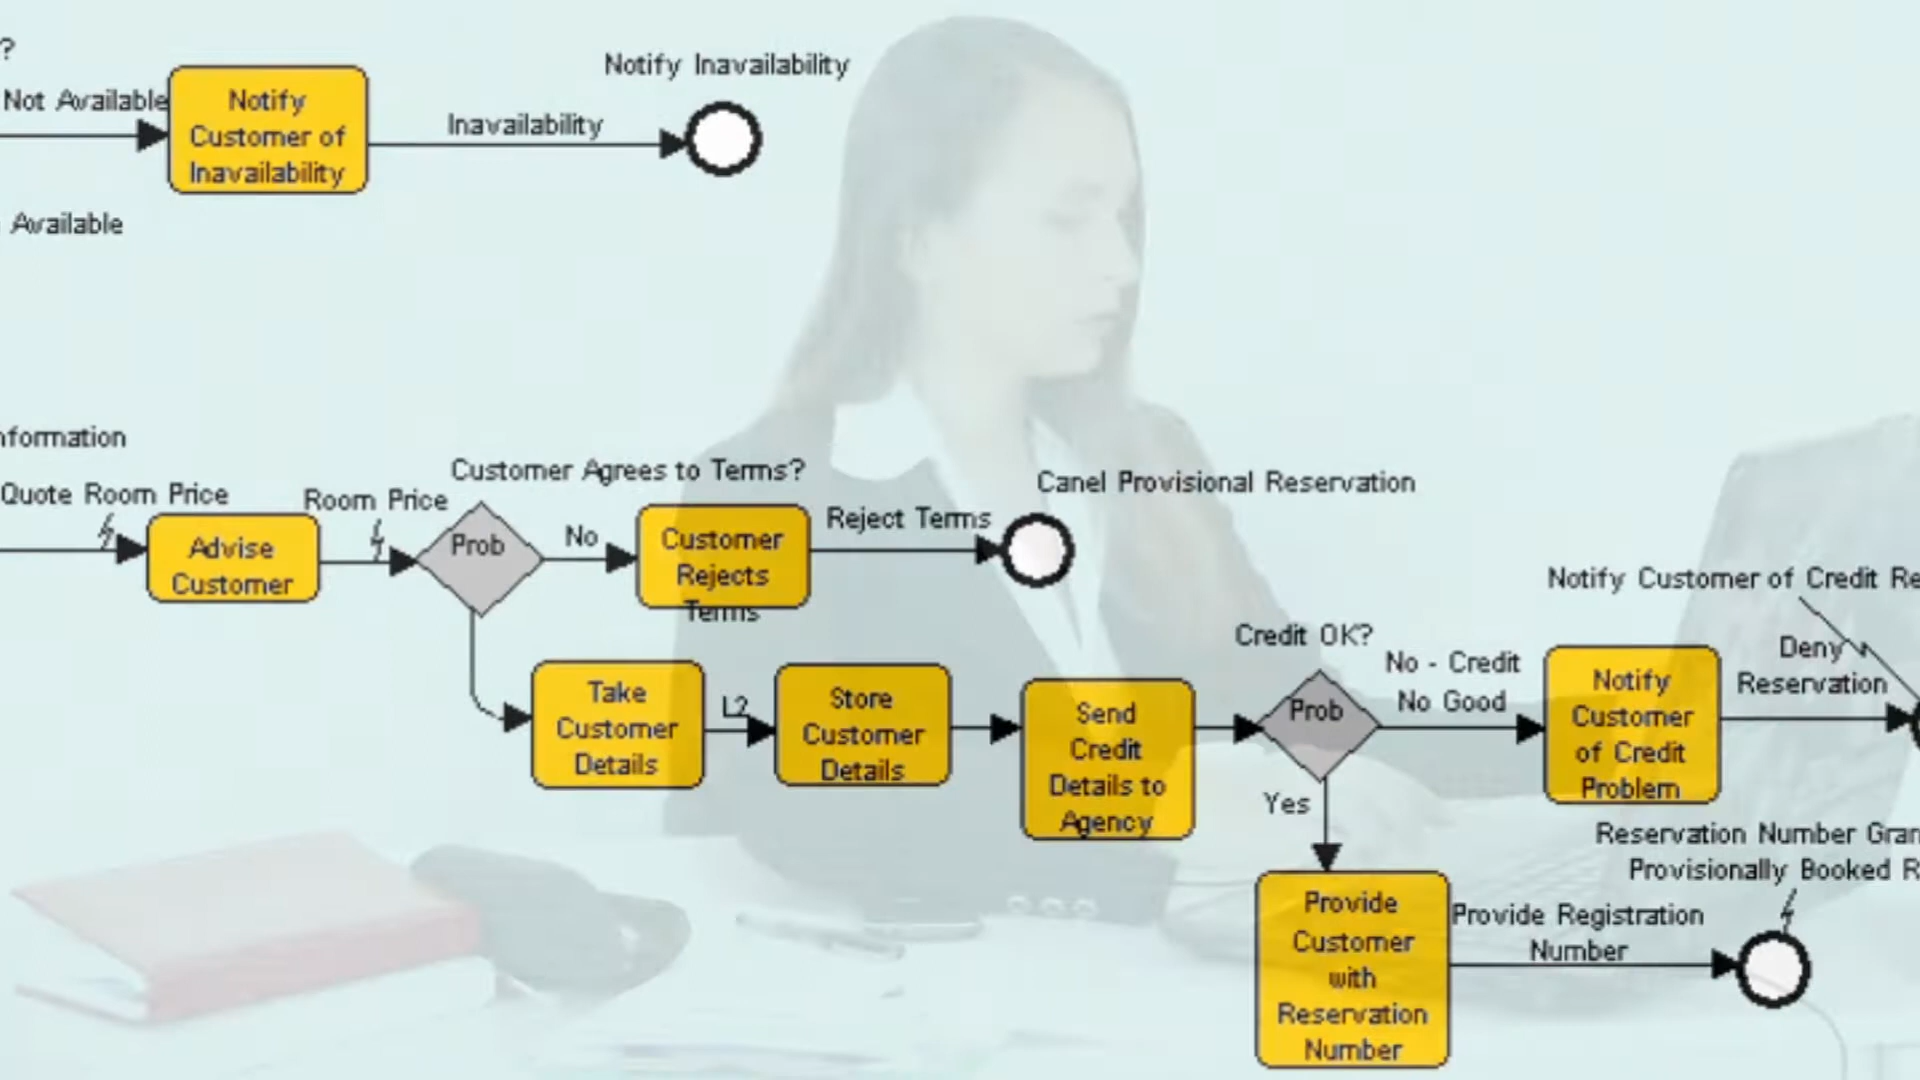 ?
Not Available
Notify
Customer of
Inavailability
Inavailability
Notify Inavailability
Available
Quote Room Price
Advise
Customer
Room Price
Customer Agrees to Terms?
Prob
No
Customer
Rejects
Terms
Reject Terms
Canel Provisional Reservation
Take
Customer
Details
L2
Store
Customer
Details
Send
Credit
Details to
Agency
Credit OK?
Prob
No - Credit
No Good
Notify
Customer
of Credit
Problem
Notify Customer of Credit
Deny
Reservation
Yes
Provide
Customer
with
Reservation
Number
Provide Registration
Number
Reservation Number
Provisionally Booked